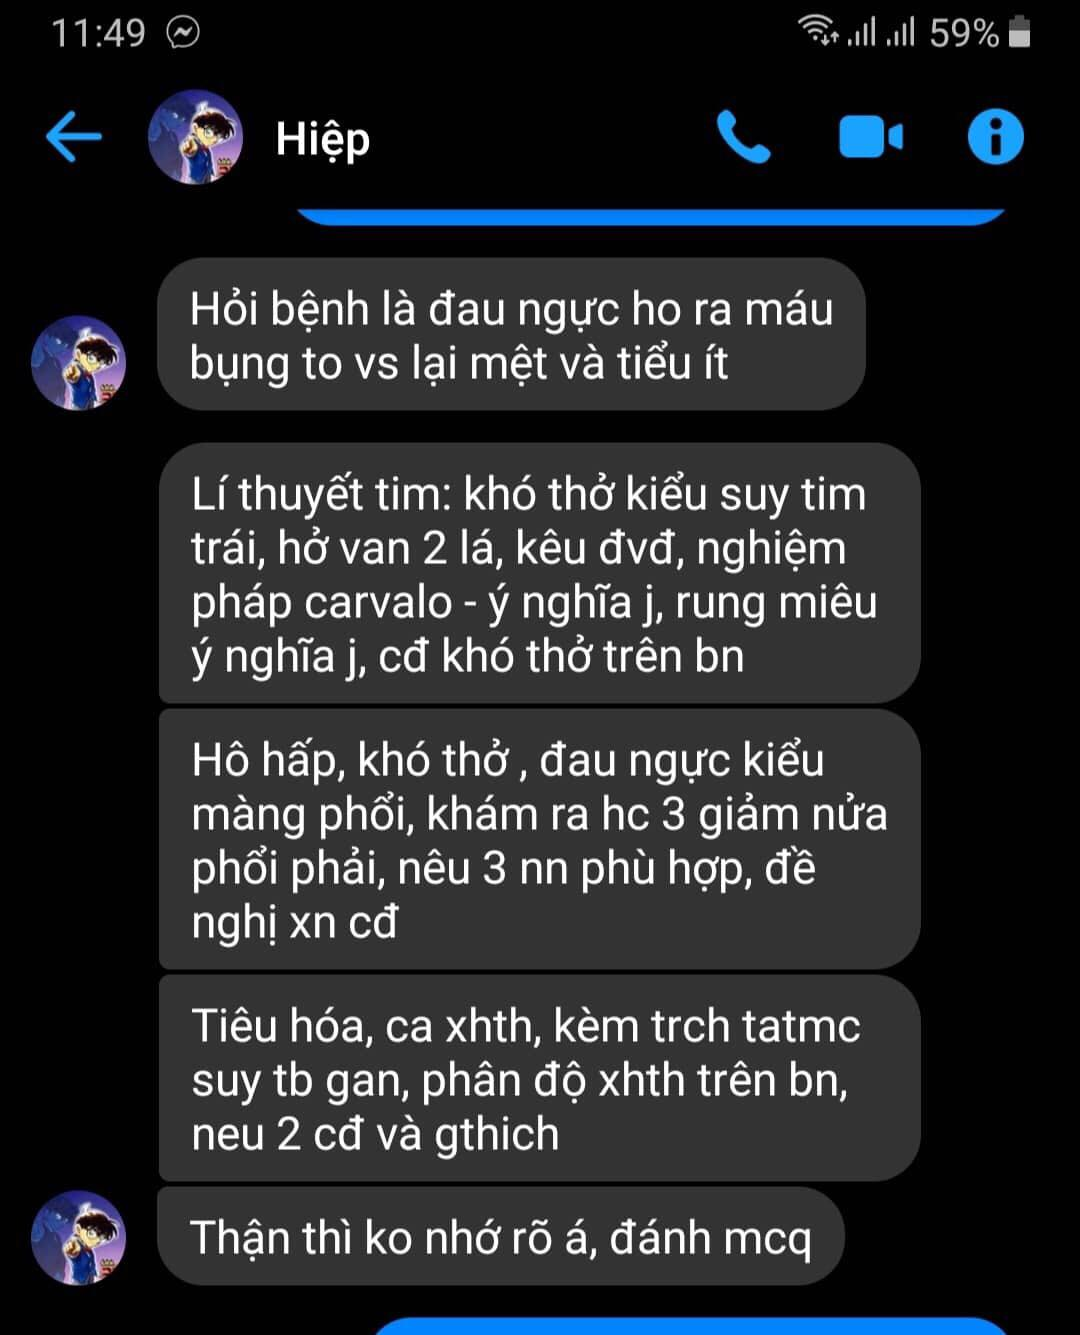 11:49
59%
Hiệp
Hỏi bệnh là đau ngực ho ra máu
bụng to vs lại mệt và tiểu ít
Lí thuyết tim: khó thở kiểu suy tim
trái, hở van 2 lá, kêu đvđ, nghiệm
pháp carvalo - ý nghĩa j, rung miêu
ý nghĩa j, cđ khó thở trên bn
Hô hấp, khó thở , đau ngực kiểu
màng phổi, khám ra hc 3 giảm nửa
phổi phải, nêu 3 nn phù hợp, đề
nghị xn cđ
Tiêu hóa, ca xhth, kèm trch tatmc
suy tb gan, phân độ xhth trên bn,
neu 2 cđ và gthich
Thận thì ko nhớ rõ á, đánh mcq